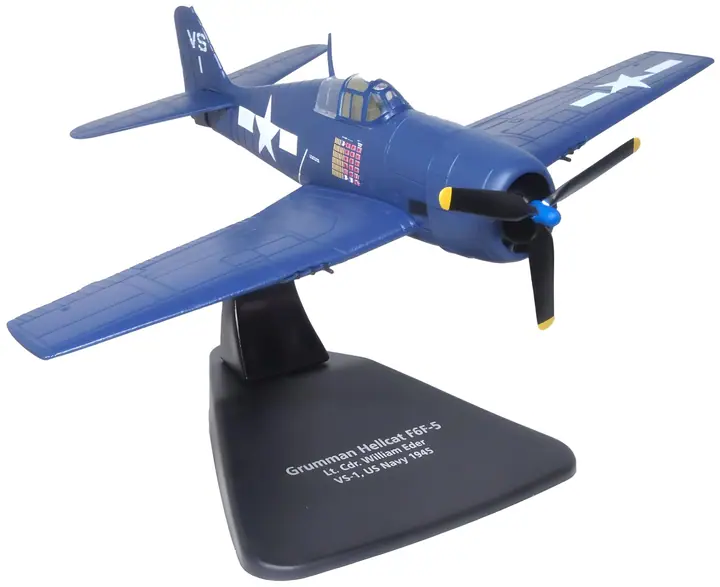 VS
1
Grumman Hellcat F6F-5
Lt. Cdr. William Eder
VS-1, US Navy 1945